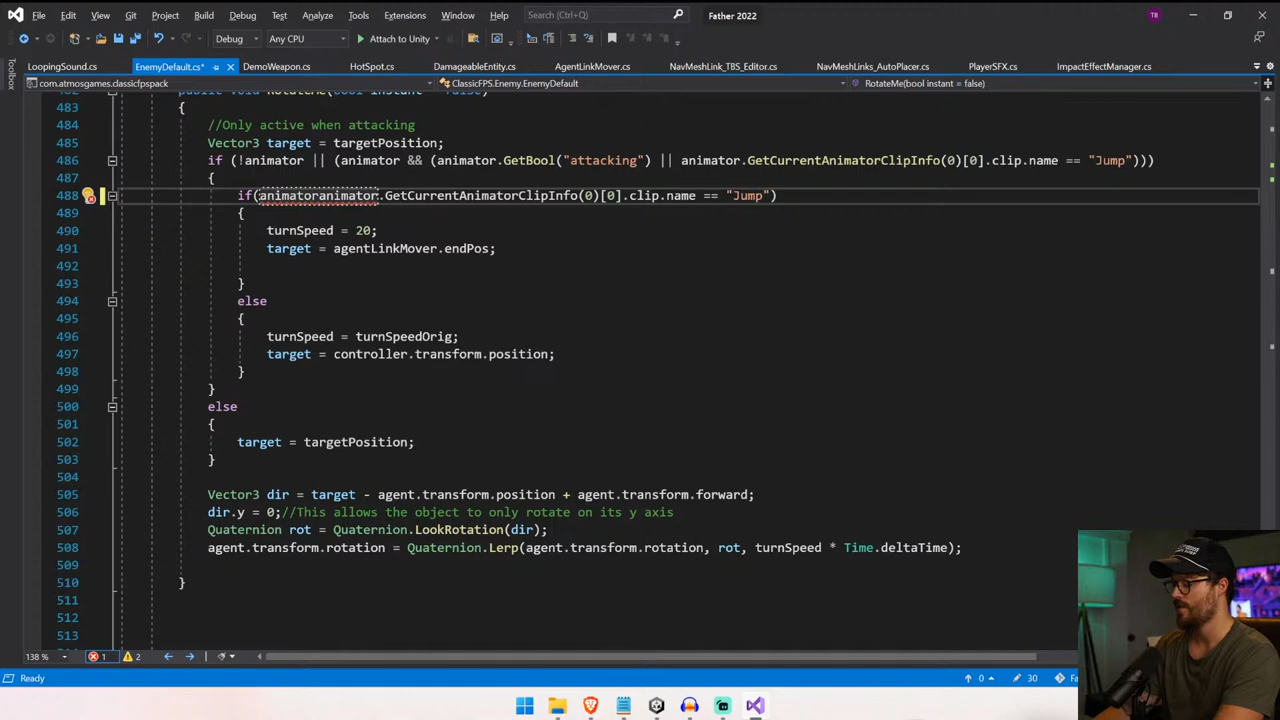 File Edit View Git Project Build Debug Test Analyze Tools Extensions Window Help Search (Ctrl+Q) Father 2022 TB
Debug Any CPU Attach to Unity
LoopingSound.cs EnemyDefault.cs* DemoWeapon.cs HotSpot.cs DamageableEntity.cs AgentLinkMover.cs NavMeshLink_TBS_Editor.cs NavMeshLinks_AutoPlacer.cs PlayerSFX.cs ImpactEffectManager.cs
Toolbox
com.atmosgames.classicfpspack ClassicFPS.Enemy.EnemyDefault RotateMe(bool instant = false)
483 {
484 //Only active when attacking
485 Vector3 target = targetPosition;
486 if (!animator || (animator && (animator.GetBool("attacking") || animator.GetCurrentAnimatorClipInfo(0)[0].clip.name == "Jump")))
487 {
488 if(animatoranimator.GetCurrentAnimatorClipInfo(0)[0].clip.name == "Jump")
489 {
490 turnSpeed = 20;
491 target = agentLinkMover.endPos;
492
493 }
494 else
495 {
496 turnSpeed = turnSpeedOrig;
497 target = controller.transform.position;
498 }
499 }
500 else
501 {
502 target = targetPosition;
503 }
504
505 Vector3 dir = target - agent.transform.position + agent.transform.forward;
506 dir.y = 0;//This allows the object to only rotate on its y axis
507 Quaternion rot = Quaternion.LookRotation(dir);
508 agent.transform.rotation = Quaternion.Lerp(agent.transform.rotation, rot, turnSpeed * Time.deltaTime);
509
510 }
511
512
513
138 % 1 2
Ready 0 30